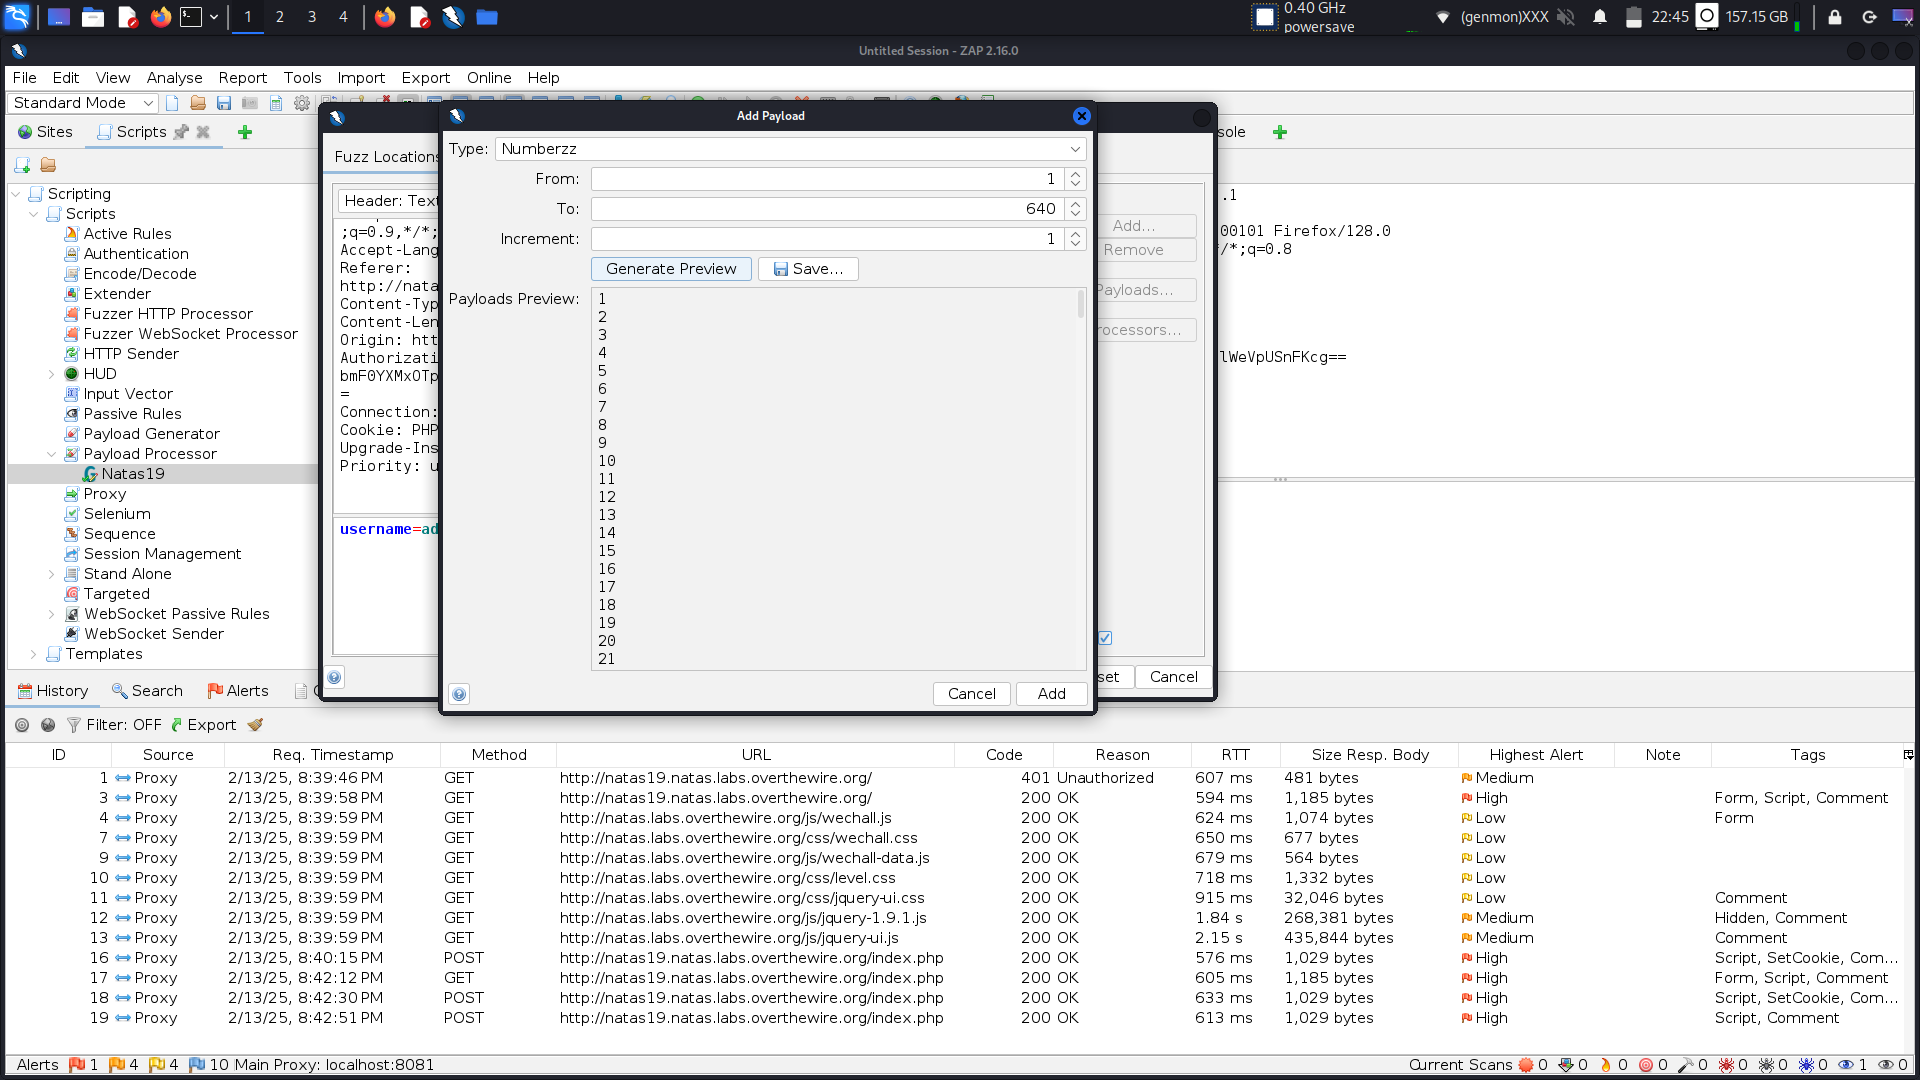 1
2
3
4
0.40 GHz
powersave
(genmon)XXX
22:45
157.15 GB
Untitled Session - ZAP 2.16.0
File Edit View Analyse Report Tools Import Export Online Help
Standard Mode
Sites
Scripts
Scripting
Scripts
Active Rules
Authentication
Encode/Decode
Extender
Fuzzer HTTP Processor
Fuzzer WebSocket Processor
HTTP Sender
HUD
Input Vector
Passive Rules
Payload Generator
Payload Processor
Natas19
Proxy
Selenium
Sequence
Session Management
Stand Alone
Targeted
WebSocket Passive Rules
WebSocket Sender
Templates
Fuzz Locations
Header: Text
;q=0.9,*/*;
Accept-Lang
Referer:
http://nata
Content-Typ
Content-Len
Origin: htt
Authorizati
bmF0YXMxOTp
=
Connection:
Cookie: PHP
Upgrade-Ins
Priority: u
username=ad
Add Payload
Type: Numberzz
From: 1
To: 640
Increment: 1
Generate Preview
Save...
Payloads Preview:
1
2
3
4
5
6
7
8
9
10
11
12
13
14
15
16
17
18
19
20
21
Cancel
Add
Add...
Remove
Payloads...
rocessors...
set
Cancel
sole
.1
00101 Firefox/128.0
/*;q=0.8
lWeVpUSnFKcg==
History
Search
Alerts
Filter: OFF
Export
ID Source Req. Timestamp Method URL Code Reason RTT Size Resp. Body Highest Alert Note Tags
1 Proxy 2/13/25, 8:39:46 PM GET http://natas19.natas.labs.overthewire.org/ 401 Unauthorized 607 ms 481 bytes Medium
3 Proxy 2/13/25, 8:39:58 PM GET http://natas19.natas.labs.overthewire.org/ 200 OK 594 ms 1,185 bytes High Form, Script, Comment
4 Proxy 2/13/25, 8:39:59 PM GET http://natas.labs.overthewire.org/js/wechall.js 200 OK 624 ms 1,074 bytes Low Form
7 Proxy 2/13/25, 8:39:59 PM GET http://natas.labs.overthewire.org/css/wechall.css 200 OK 650 ms 677 bytes Low
9 Proxy 2/13/25, 8:39:59 PM GET http://natas.labs.overthewire.org/js/wechall-data.js 200 OK 679 ms 564 bytes Low
10 Proxy 2/13/25, 8:39:59 PM GET http://natas.labs.overthewire.org/css/level.css 200 OK 718 ms 1,332 bytes Low
11 Proxy 2/13/25, 8:39:59 PM GET http://natas.labs.overthewire.org/css/jquery-ui.css 200 OK 915 ms 32,046 bytes Low Comment
12 Proxy 2/13/25, 8:39:59 PM GET http://natas.labs.overthewire.org/js/jquery-1.9.1.js 200 OK 1.84 s 268,381 bytes Medium Hidden, Comment
13 Proxy 2/13/25, 8:39:59 PM GET http://natas.labs.overthewire.org/js/jquery-ui.js 200 OK 2.15 s 435,844 bytes Medium Comment
16 Proxy 2/13/25, 8:40:15 PM POST http://natas19.natas.labs.overthewire.org/index.php 200 OK 576 ms 1,029 bytes High Script, SetCookie, Com...
17 Proxy 2/13/25, 8:42:12 PM GET http://natas19.natas.labs.overthewire.org/index.php 200 OK 605 ms 1,185 bytes High Form, Script, Comment
18 Proxy 2/13/25, 8:42:30 PM POST http://natas19.natas.labs.overthewire.org/index.php 200 OK 633 ms 1,029 bytes High Script, SetCookie, Com...
19 Proxy 2/13/25, 8:42:51 PM POST http://natas19.natas.labs.overthewire.org/index.php 200 OK 613 ms 1,029 bytes High Script, Comment
Alerts 1 4 4 10 Main Proxy: localhost:8081
Current Scans 0 0 0 0 0 0 0 0 1 0